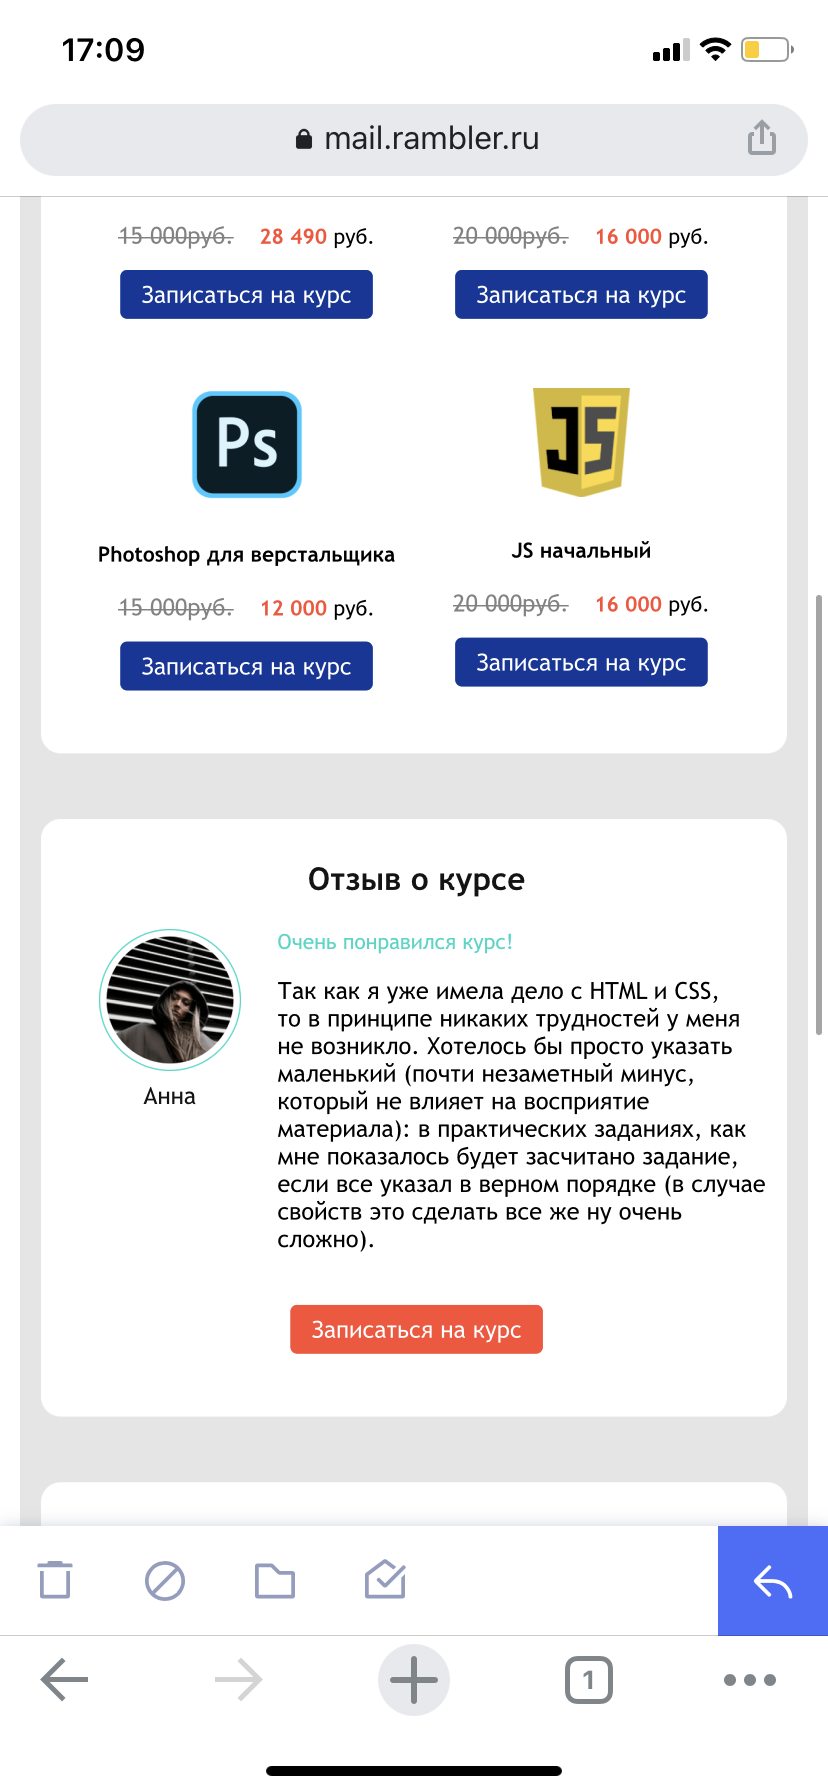 17:09
mail.rambler.ru
15 000руб. 28 490 руб.
20 000руб. 16 000 руб.
Записаться на курс
Записаться на курс
Ps
JS
Photoshop для верстальщика
JS начальный
15 000руб. 12 000 руб.
20 000руб. 16 000 руб.
Записаться на курс
Записаться на курс
Отзыв о курсе
Очень понравился курс!
Так как я уже имела дело с HTML и CSS,
то в принципе никаких трудностей у меня
не возникло. Хотелось бы просто указать
маленький (почти незаметный минус,
который не влияет на восприятие
материала): в практических заданиях, как
мне показалось будет засчитано задание,
если все указал в верном порядке (в случае
свойств это сделать все же ну очень
сложно).
Анна
Записаться на курс
1